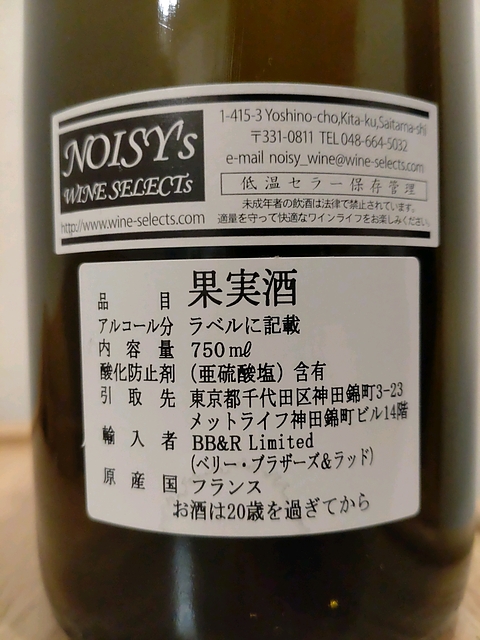 NOISY's
WINE SELECTs
http://www.wine-selects.com
1-415-3 Yoshino-cho,Kita-ku,Saitama-shi
〒331-0811 TEL 048-664-5032
e-mail noisy_wine@wine-selects.com
低温セラー保存管理
未成年者の飲酒は法律で禁止されています。
適量を守って快適なワインライフをお楽しみください。
品目 果実酒
アルコール分 ラベルに記載
内容量 750㎖
酸化防止剤 (亜硫酸塩) 含有
引取先 東京都千代田区神田錦町3-23
メットライフ神田錦町ビル14階
輸入者 BB&R Limited
(ベリー・ブラザーズ&ラッド)
原産国 フランス
お酒は20歳を過ぎてから